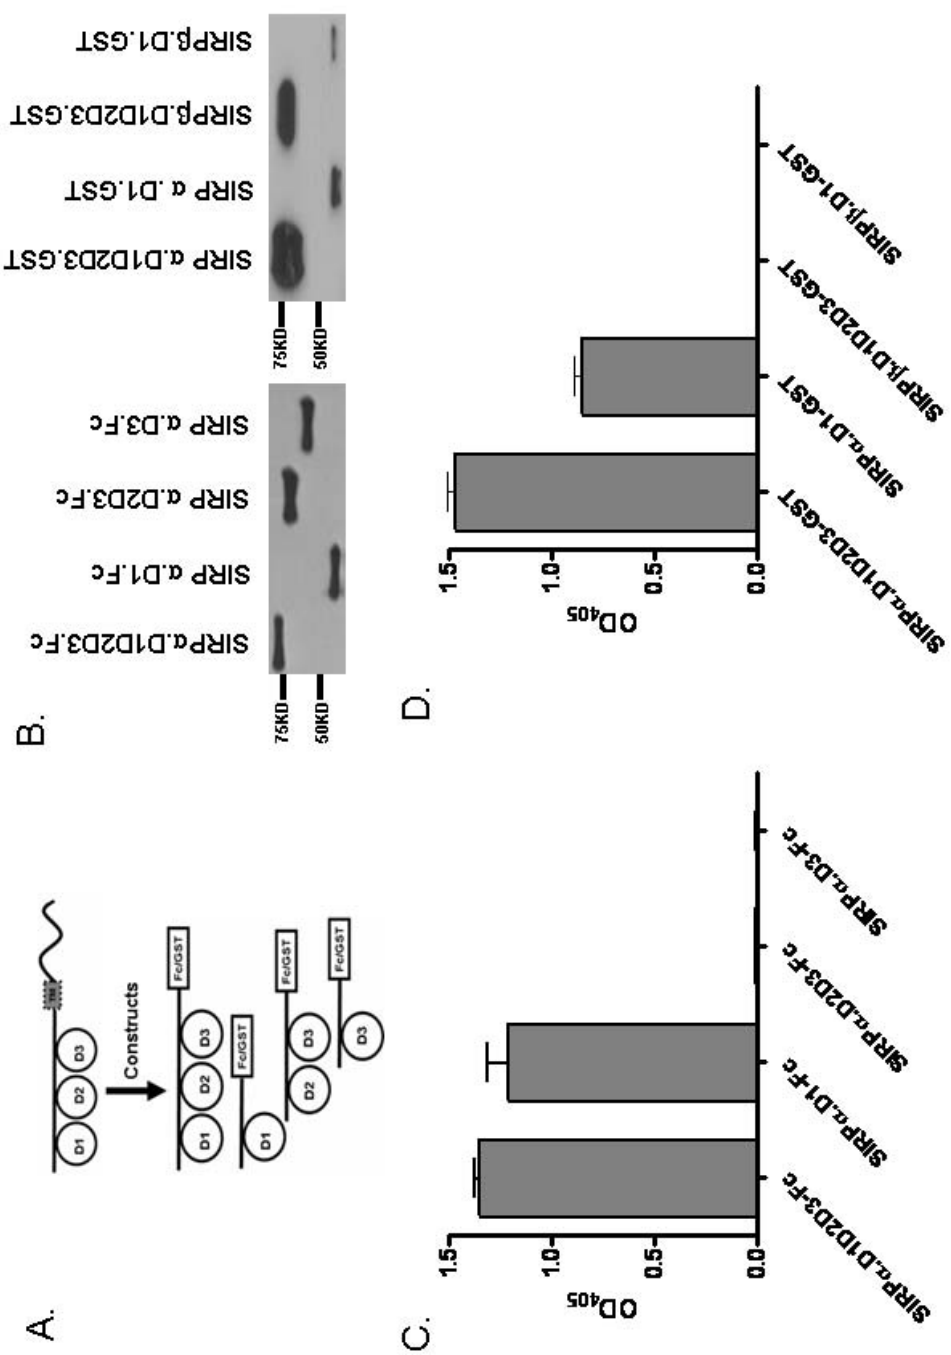 A.
D1 D2 D3 TM
Constructs
D1 D2 D3 Fc/GST
D1 Fc/GST
D2 D3 Fc/GST
D3 Fc/GST
B.
SIRPα.D1D2D3.Fc
SIRP α.D1.Fc
SIRP α.D2D3.Fc
SIRP α.D3.Fc
75KD
50KD
SIRP α.D1D2D3.GST
SIRP α.D1.GST
SIRPβ.D1D2D3.GST
SIRPβ.D1.GST
75KD
50KD
C.
OD405
1.5
1.0
0.5
0.0
SIRPα.D1D2D3-Fc
SIRPα.D1-Fc
SIRPα.D2D3-Fc
SIRPα.D3-Fc
D.
OD405
1.5
1.0
0.5
0.0
SIRPα.D1D2D3-GST
SIRPα.D1-GST
SIRPβ.D1D2D3-GST
SIRPβ.D1-GST